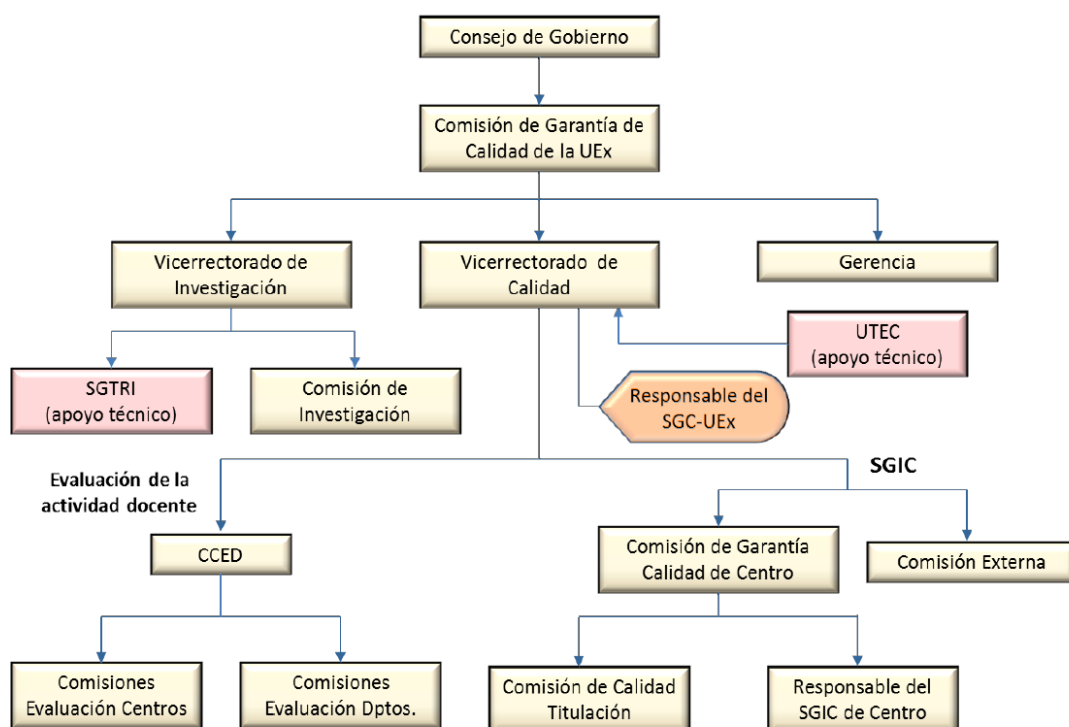 Consejo de Gobierno
Comisión de Garantía de
Calidad de la UEx
Vicerrectorado de
Investigación
Vicerrectorado de
Calidad
Gerencia
SGTRI
(apoyo técnico)
Comisión de
Investigación
UTEC
(apoyo técnico)
Responsable del
SGC-UEx
Evaluación de la
actividad docente
SGIC
CCED
Comisión de Garantía
Calidad de Centro
Comisión Externa
Comisiones
Evaluación Centros
Comisiones
Evaluación Dptos.
Comisión de Calidad
Titulación
Responsable del
SGIC de Centro